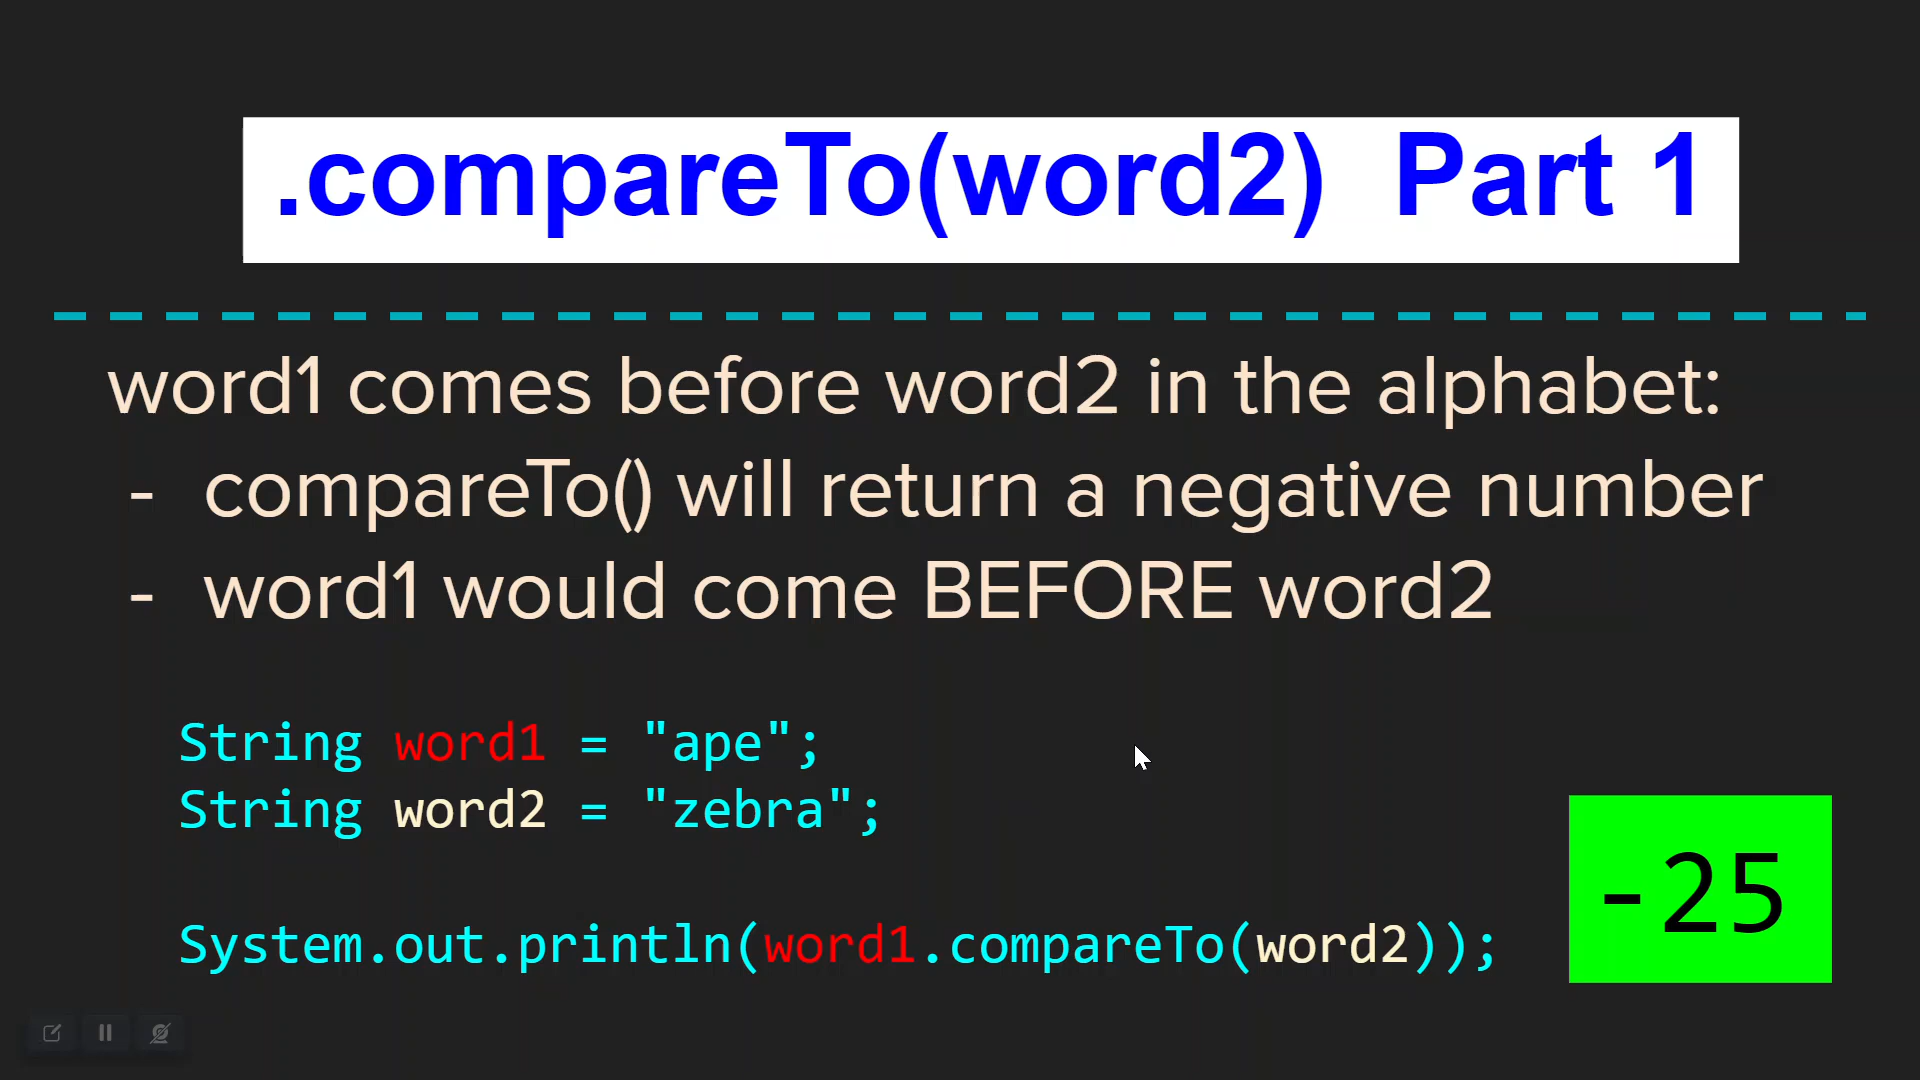 .compareTo(word2) Part 1
word1 comes before word2 in the alphabet:
- compareTo() will return a negative number
- word1 would come BEFORE word2
String word1 = "ape";
String word2 = "zebra";
System.out.println(word1.compareTo(word2));
-25